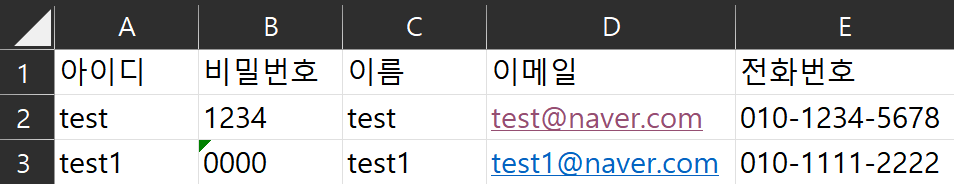 A B C D E
1 아이디 비밀번호 이름 이메일 전화번호
2 test 1234 test test@naver.com 010-1234-5678
3 test1 0000 test1 test1@naver.com 010-1111-2222